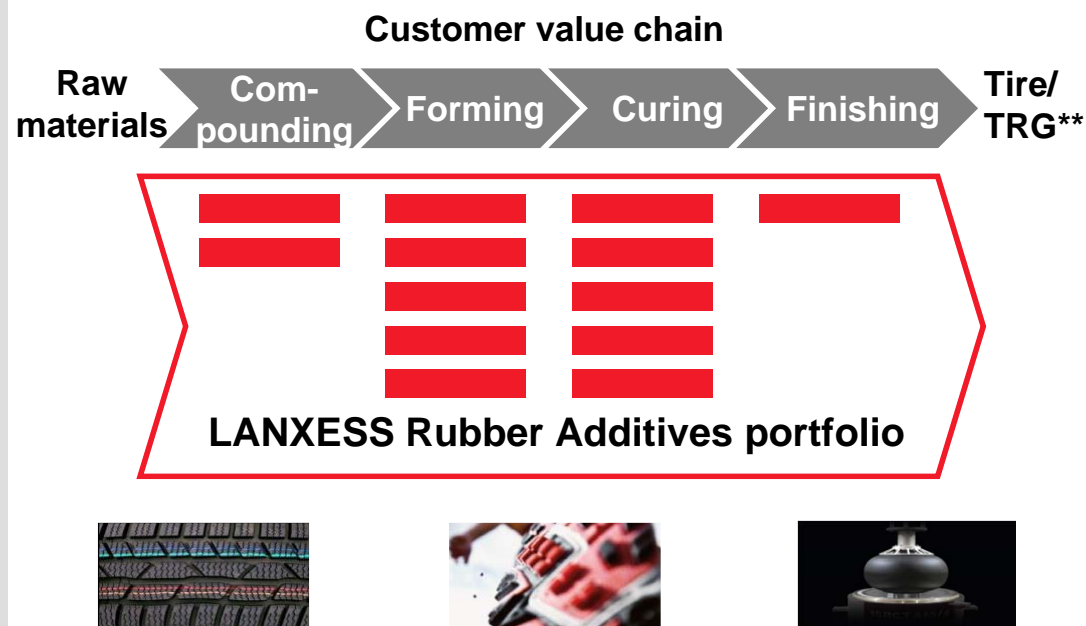 Customer value chain
Raw
materials
Com-
pounding
Forming
Curing
Finishing
Tire/
TRG**
LANXESS Rubber Additives portfolio